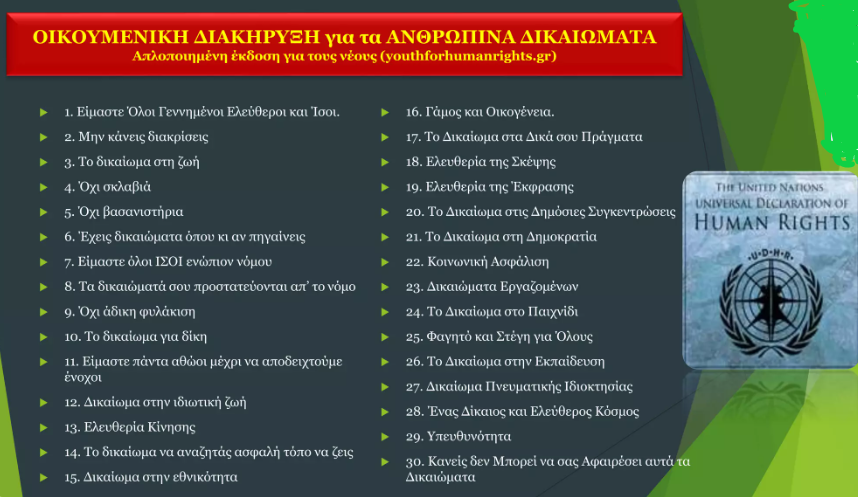 ΟΙΚΟΥΜΕΝΙΚΗ ΔΙΑΚΗΡΥΞΗ για τα ΑΝΘΡΩΠΙΝΑ ΔΙΚΑΙΩΜΑΤΑ
Απλοποιημένη έκδοση για τους νέους (youthforhumanrights.gr)
1. Είμαστε Όλοι Γεννημένοι Ελεύθεροι και Ίσοι.
2. Μην κάνεις διακρίσεις
3. Το δικαίωμα στη ζωή
4. Όχι σκλαβιά
5. Όχι βασανιστήρια
6. Έχεις δικαιώματα όπου κι αν πηγαίνεις
7. Είμαστε όλοι ΙΣΟΙ ενώπιον νόμου
8. Τα δικαιώματά σου προστατεύονται απ' το νόμο
9. Όχι άδικη φυλάκιση
10. Το δικαίωμα για δίκη
11. Είμαστε πάντα αθώοι μέχρι να αποδειχτούμε
ένοχοι
12. Δικαίωμα στην ιδιωτική ζωή
13. Ελευθερία Κίνησης
14. Το δικαίωμα να αναζητάς ασφαλή τόπο να ζεις
15. Δικαίωμα στην εθνικότητα
16. Γάμος και Οικογένεια.
17. Το Δικαίωμα στα Δικά σου Πράγματα
18. Ελευθερία της Σκέψης
19. Ελευθερία της Έκφρασης
20. Το Δικαίωμα στις Δημόσιες Συγκεντρώσεις
21. Το Δικαίωμα στη Δημοκρατία
22. Κοινωνική Ασφάλιση
23. Δικαιώματα Εργαζομένων
24. Το Δικαίωμα στο Παιχνίδι
25. Φαγητό και Στέγη για Όλους
26. Το Δικαίωμα στην Εκπαίδευση
27. Δικαίωμα Πνευματικής Ιδιοκτησίας
28. Ένας Δίκαιος και Ελεύθερος Κόσμος
29. Υπευθυνότητα
30. Κανείς δεν Μπορεί να σας Αφαιρέσει αυτά τα
Δικαιώματα
THE UNITED NATIONS
UNIVERSAL DECLARATION OF
HUMAN RIGHTS
·U·D·H·R·